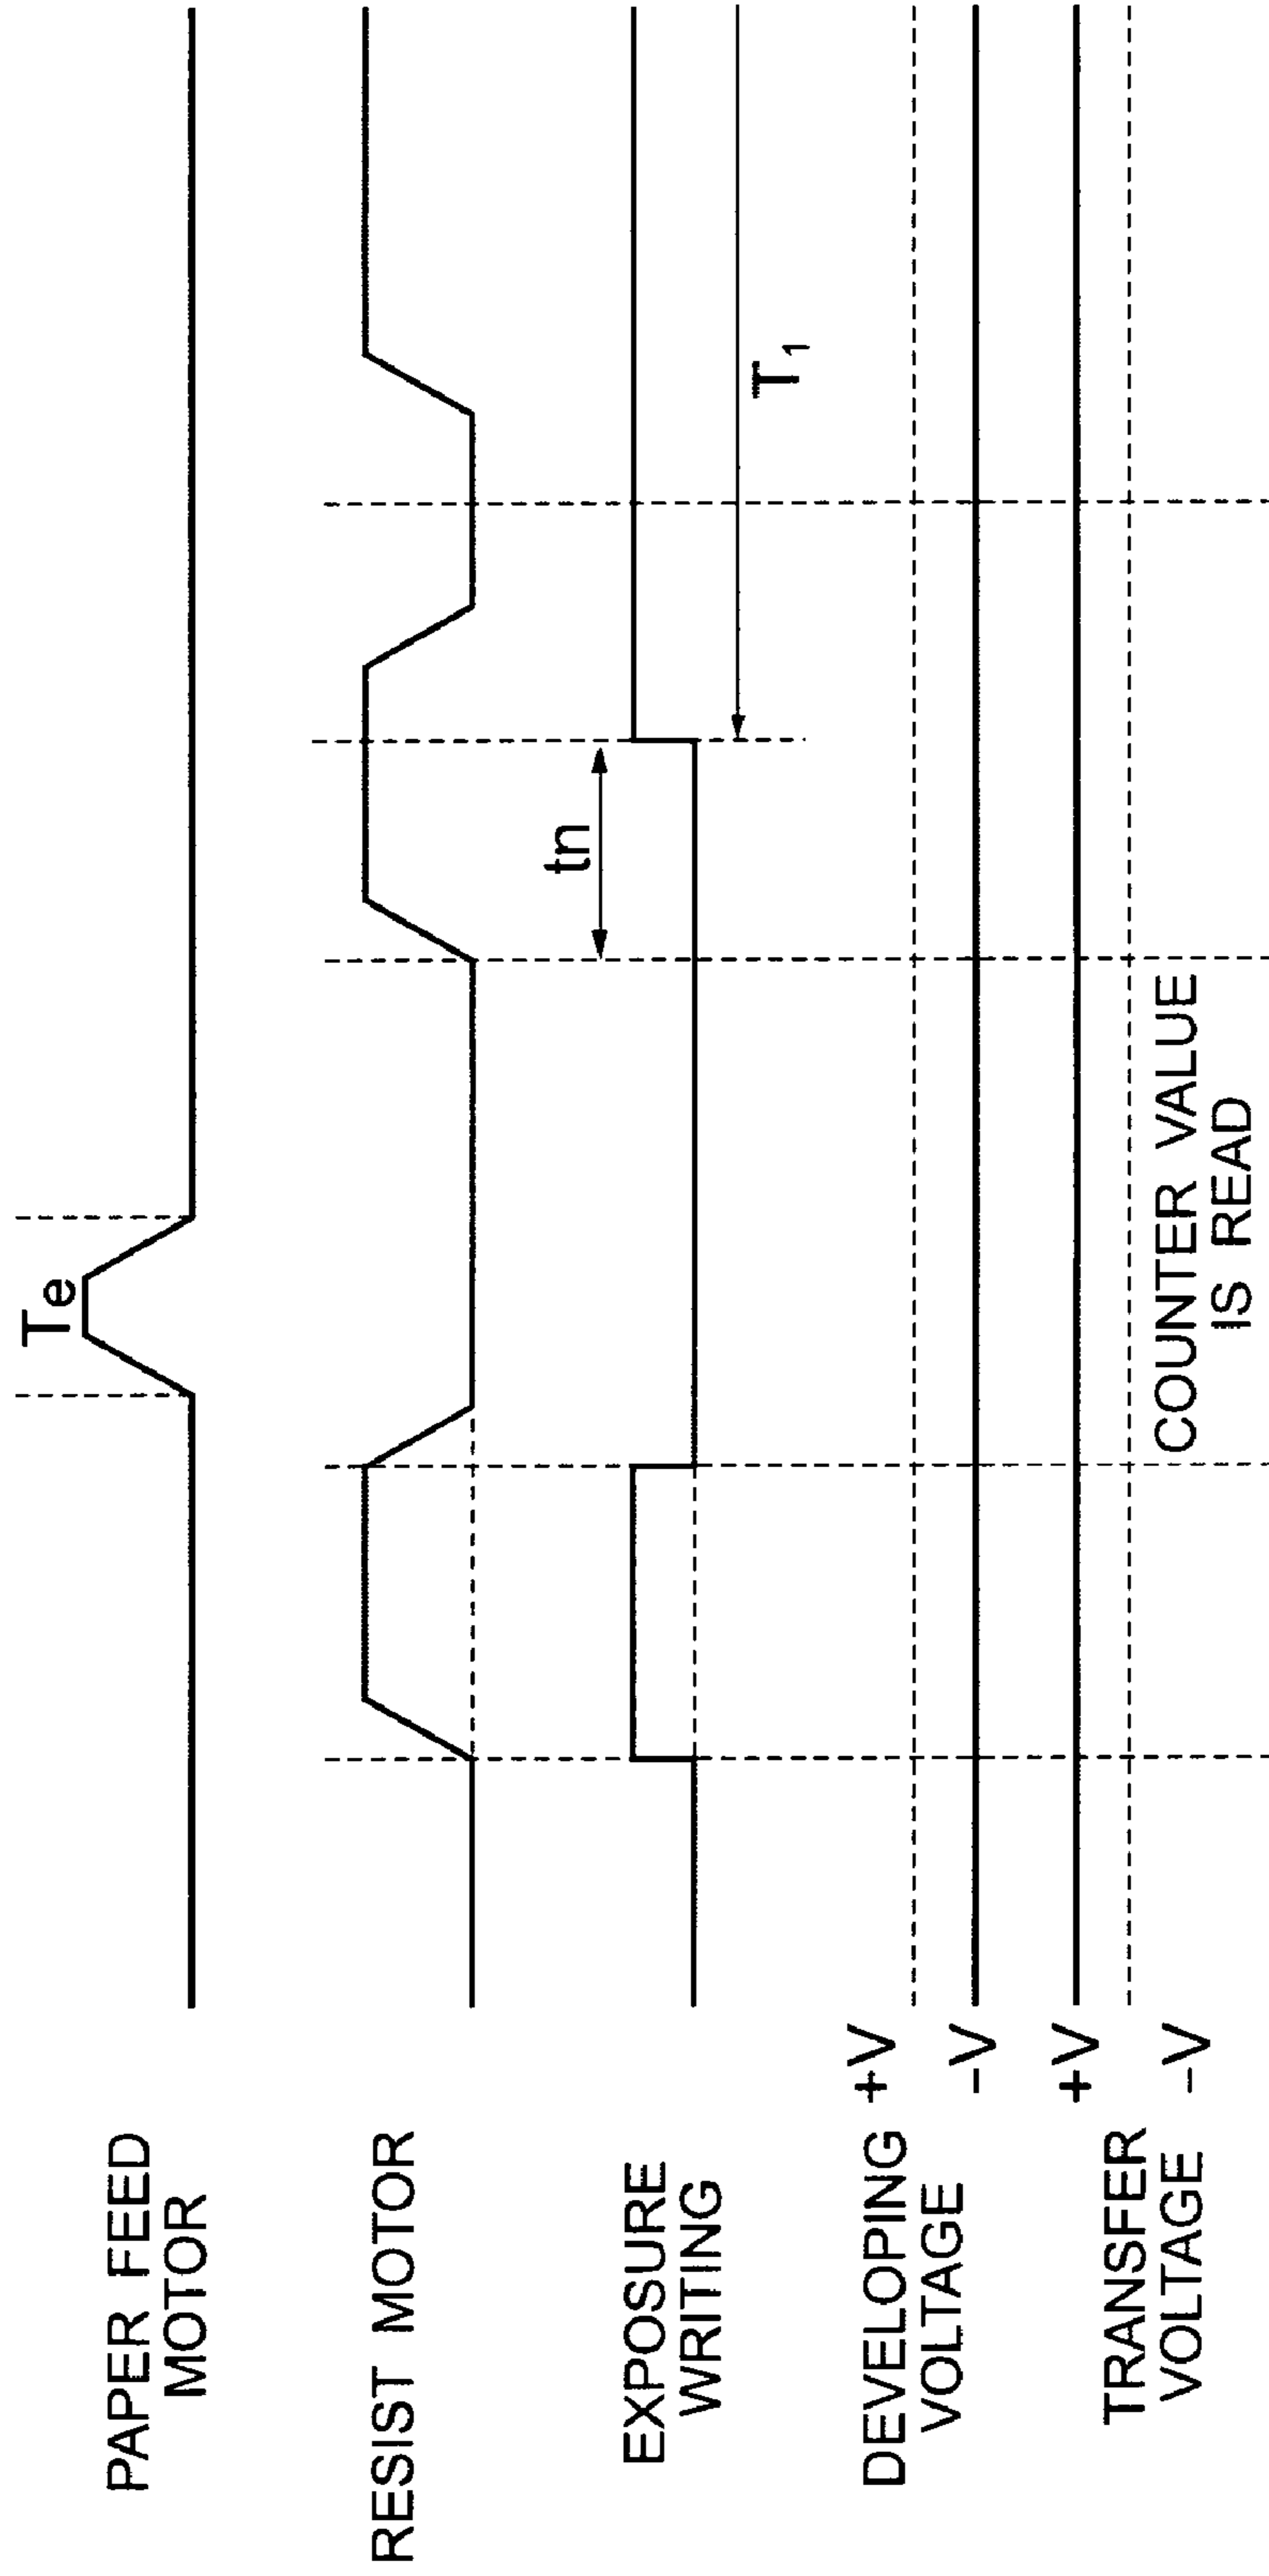 PAPER FEED
MOTOR
Te
RESIST MOTOR
EXPOSURE
WRITING
tn
T₁
DEVELOPING
VOLTAGE
+V
−V
TRANSFER
VOLTAGE
+V
−V
COUNTER VALUE
IS READ